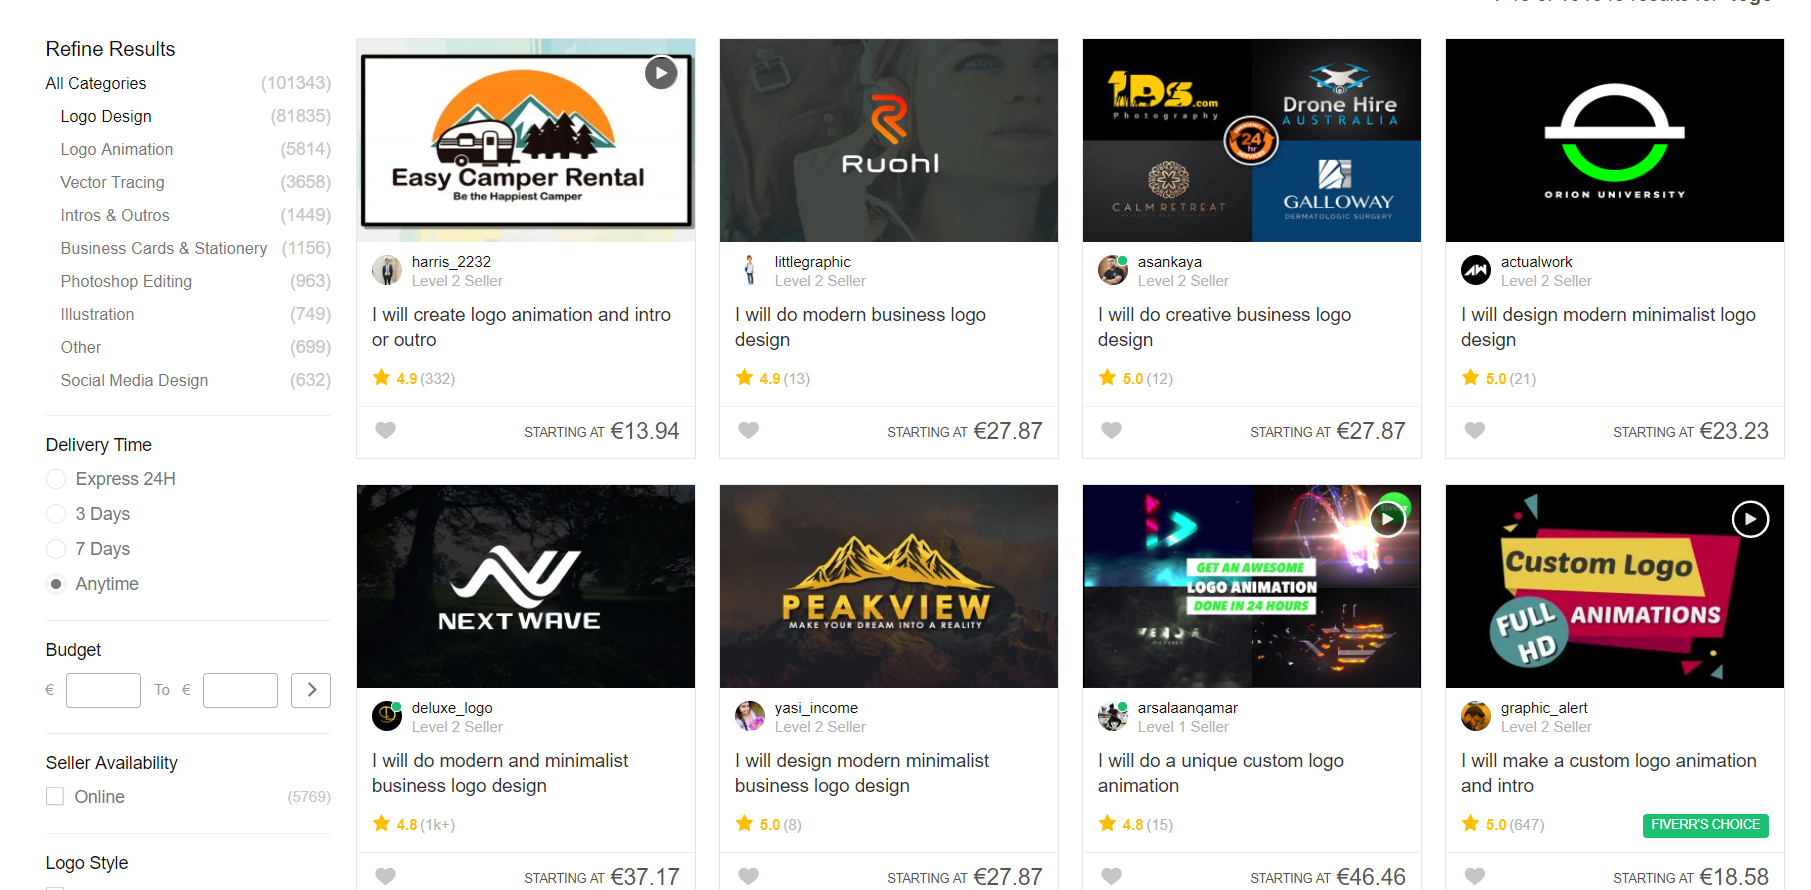 Refine Results
All Categories (101343)
Logo Design (81835)
Logo Animation (5814)
Vector Tracing (3658)
Intros & Outros (1449)
Business Cards & Stationery (1156)
Photoshop Editing (963)
Illustration (749)
Other (699)
Social Media Design (632)
Delivery Time
Express 24H
3 Days
7 Days
Anytime
Budget
€ To €
Seller Availability
Online (5769)
Logo Style
Easy Camper Rental
Be the Happiest Camper
harris_2232
Level 2 Seller
I will create logo animation and intro
or outro
4.9 (332)
STARTING AT €13.94
Ruohl
littlegraphic
Level 2 Seller
I will do modern business logo
design
4.9 (13)
STARTING AT €27.87
1Ds.com
Photography
Drone Hire
AUSTRALIA
24
hr
CALM RETREAT
GALLOWAY
DERMATOLOGIC SURGERY
asankaya
Level 2 Seller
I will do creative business logo
design
5.0 (12)
STARTING AT €27.87
ORION UNIVERSITY
AW
actualwork
Level 2 Seller
I will design modern minimalist logo
design
5.0 (21)
STARTING AT €23.23
NEXT WAVE
deluxe_logo
Level 2 Seller
I will do modern and minimalist
business logo design
4.8 (1k+)
STARTING AT €37.17
PEAKVIEW
MAKE YOUR DREAM INTO A REALITY
yasi_income
Level 2 Seller
I will design modern minimalist
business logo design
5.0 (8)
STARTING AT €27.87
GET AN AWESOME
LOGO ANIMATION
DONE IN 24 HOURS
arsalaanqamar
Level 1 Seller
I will do a unique custom logo
animation
4.8 (15)
STARTING AT €46.46
Custom Logo
ANIMATIONS
FULL
HD
graphic_alert
Level 2 Seller
I will make a custom logo animation
and intro
5.0 (647)
FIVERR'S CHOICE
STARTING AT €18.58